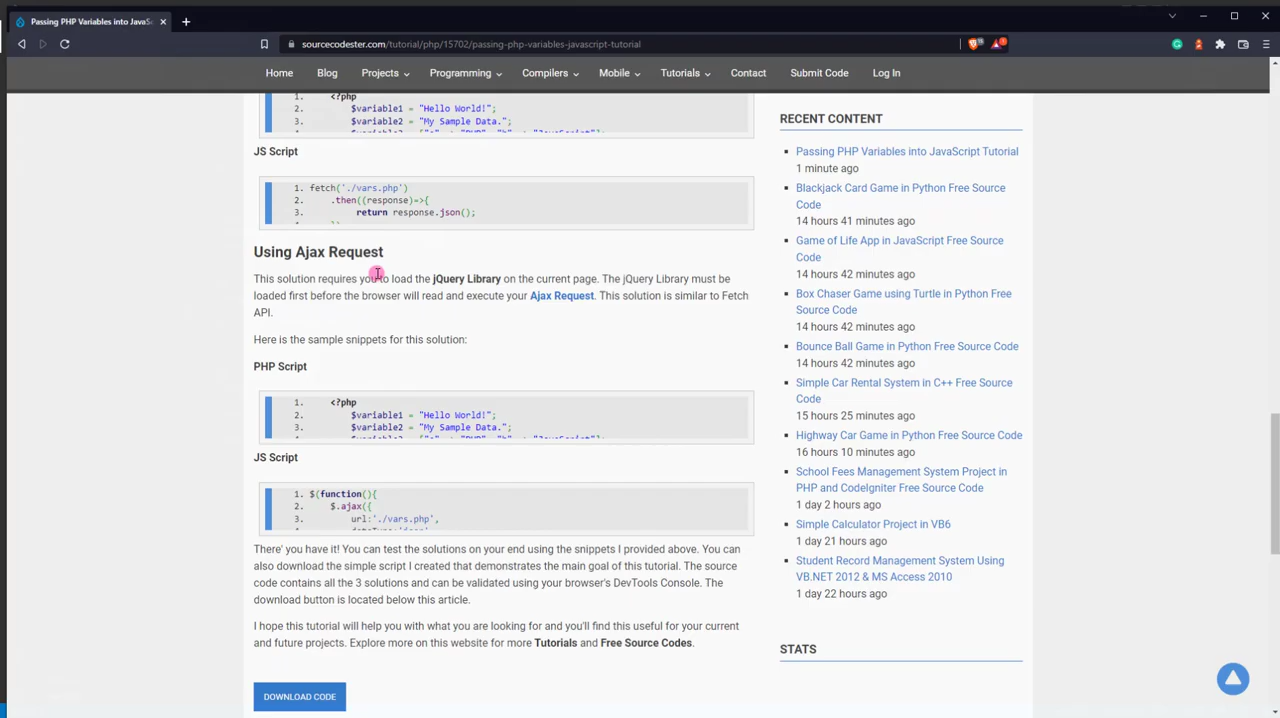 Passing PHP Variables into JavaSc
sourcecodester.com/tutorial/php/15702/passing-php-variables-javascript-tutorial
Home Blog Projects Programming Compilers Mobile Tutorials Contact Submit Code Log In
1. <?php
2. $variable1 = "Hello World!";
3. $variable2 = "My Sample Data.";
JS Script
1. fetch('./vars.php')
2. .then((response)=>{
3. return response.json();
Using Ajax Request
This solution requires you to load the jQuery Library on the current page. The jQuery Library must be
loaded first before the browser will read and execute your Ajax Request. This solution is similar to Fetch
API.
Here is the sample snippets for this solution:
PHP Script
1. <?php
2. $variable1 = "Hello World!";
3. $variable2 = "My Sample Data.";
JS Script
1. $(function(){
2. $.ajax({
3. url:'./vars.php',
There' you have it! You can test the solutions on your end using the snippets I provided above. You can
also download the simple script I created that demonstrates the main goal of this tutorial. The source
code contains all the 3 solutions and can be validated using your browser's DevTools Console. The
download button is located below this article.
I hope this tutorial will help you with what you are looking for and you'll find this useful for your current
and future projects. Explore more on this website for more Tutorials and Free Source Codes.
DOWNLOAD CODE
RECENT CONTENT
Passing PHP Variables into JavaScript Tutorial
1 minute ago
Blackjack Card Game in Python Free Source
Code
14 hours 41 minutes ago
Game of Life App in JavaScript Free Source
Code
14 hours 42 minutes ago
Box Chaser Game using Turtle in Python Free
Source Code
14 hours 42 minutes ago
Bounce Ball Game in Python Free Source Code
14 hours 42 minutes ago
Simple Car Rental System in C++ Free Source
Code
15 hours 25 minutes ago
Highway Car Game in Python Free Source Code
16 hours 10 minutes ago
School Fees Management System Project in
PHP and CodeIgniter Free Source Code
1 day 2 hours ago
Simple Calculator Project in VB6
1 day 21 hours ago
Student Record Management System Using
VB.NET 2012 & MS Access 2010
1 day 22 hours ago
STATS